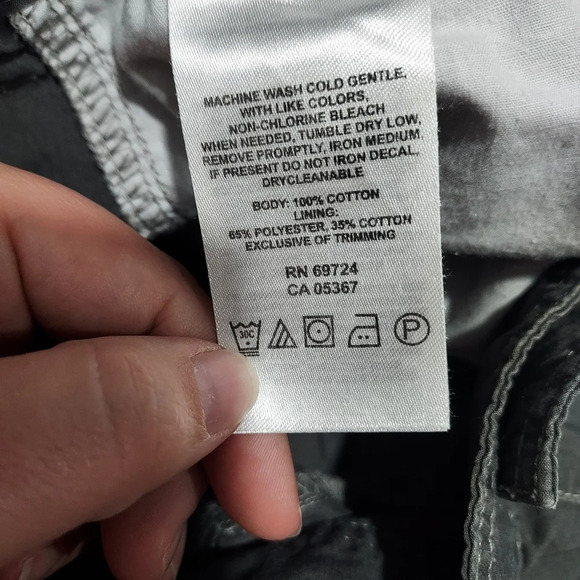 MACHINE WASH COLD GENTLE,
WITH LIKE COLORS,
NON-CHLORINE BLEACH
WHEN NEEDED, TUMBLE DRY LOW,
REMOVE PROMPTLY, IRON MEDIUM
IF PRESENT DO NOT IRON DECAL,
DRYCLEANABLE
BODY: 100% COTTON
LINING:
65% POLYESTER, 35% COTTON
EXCLUSIVE OF TRIMMING
RN 69724
CA 05367
30C P